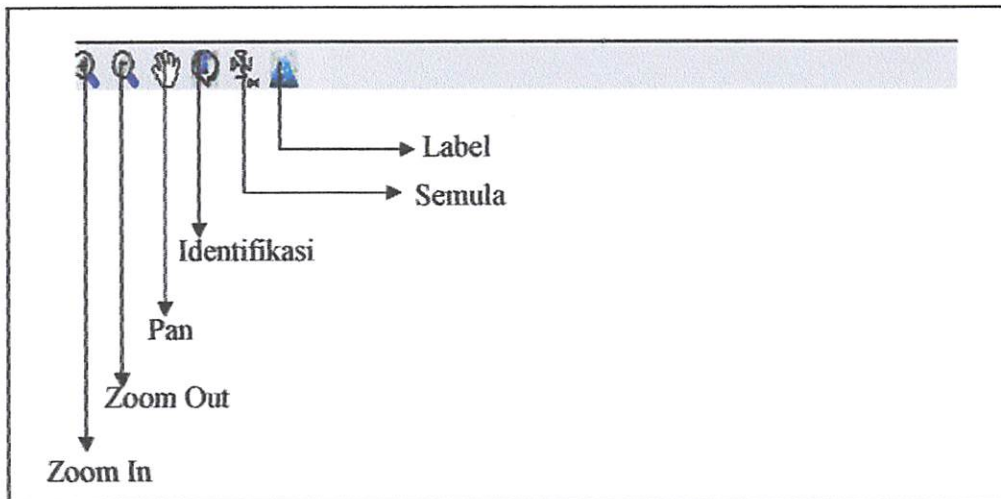 Label
Semula
Identifikasi
Pan
Zoom Out
Zoom In